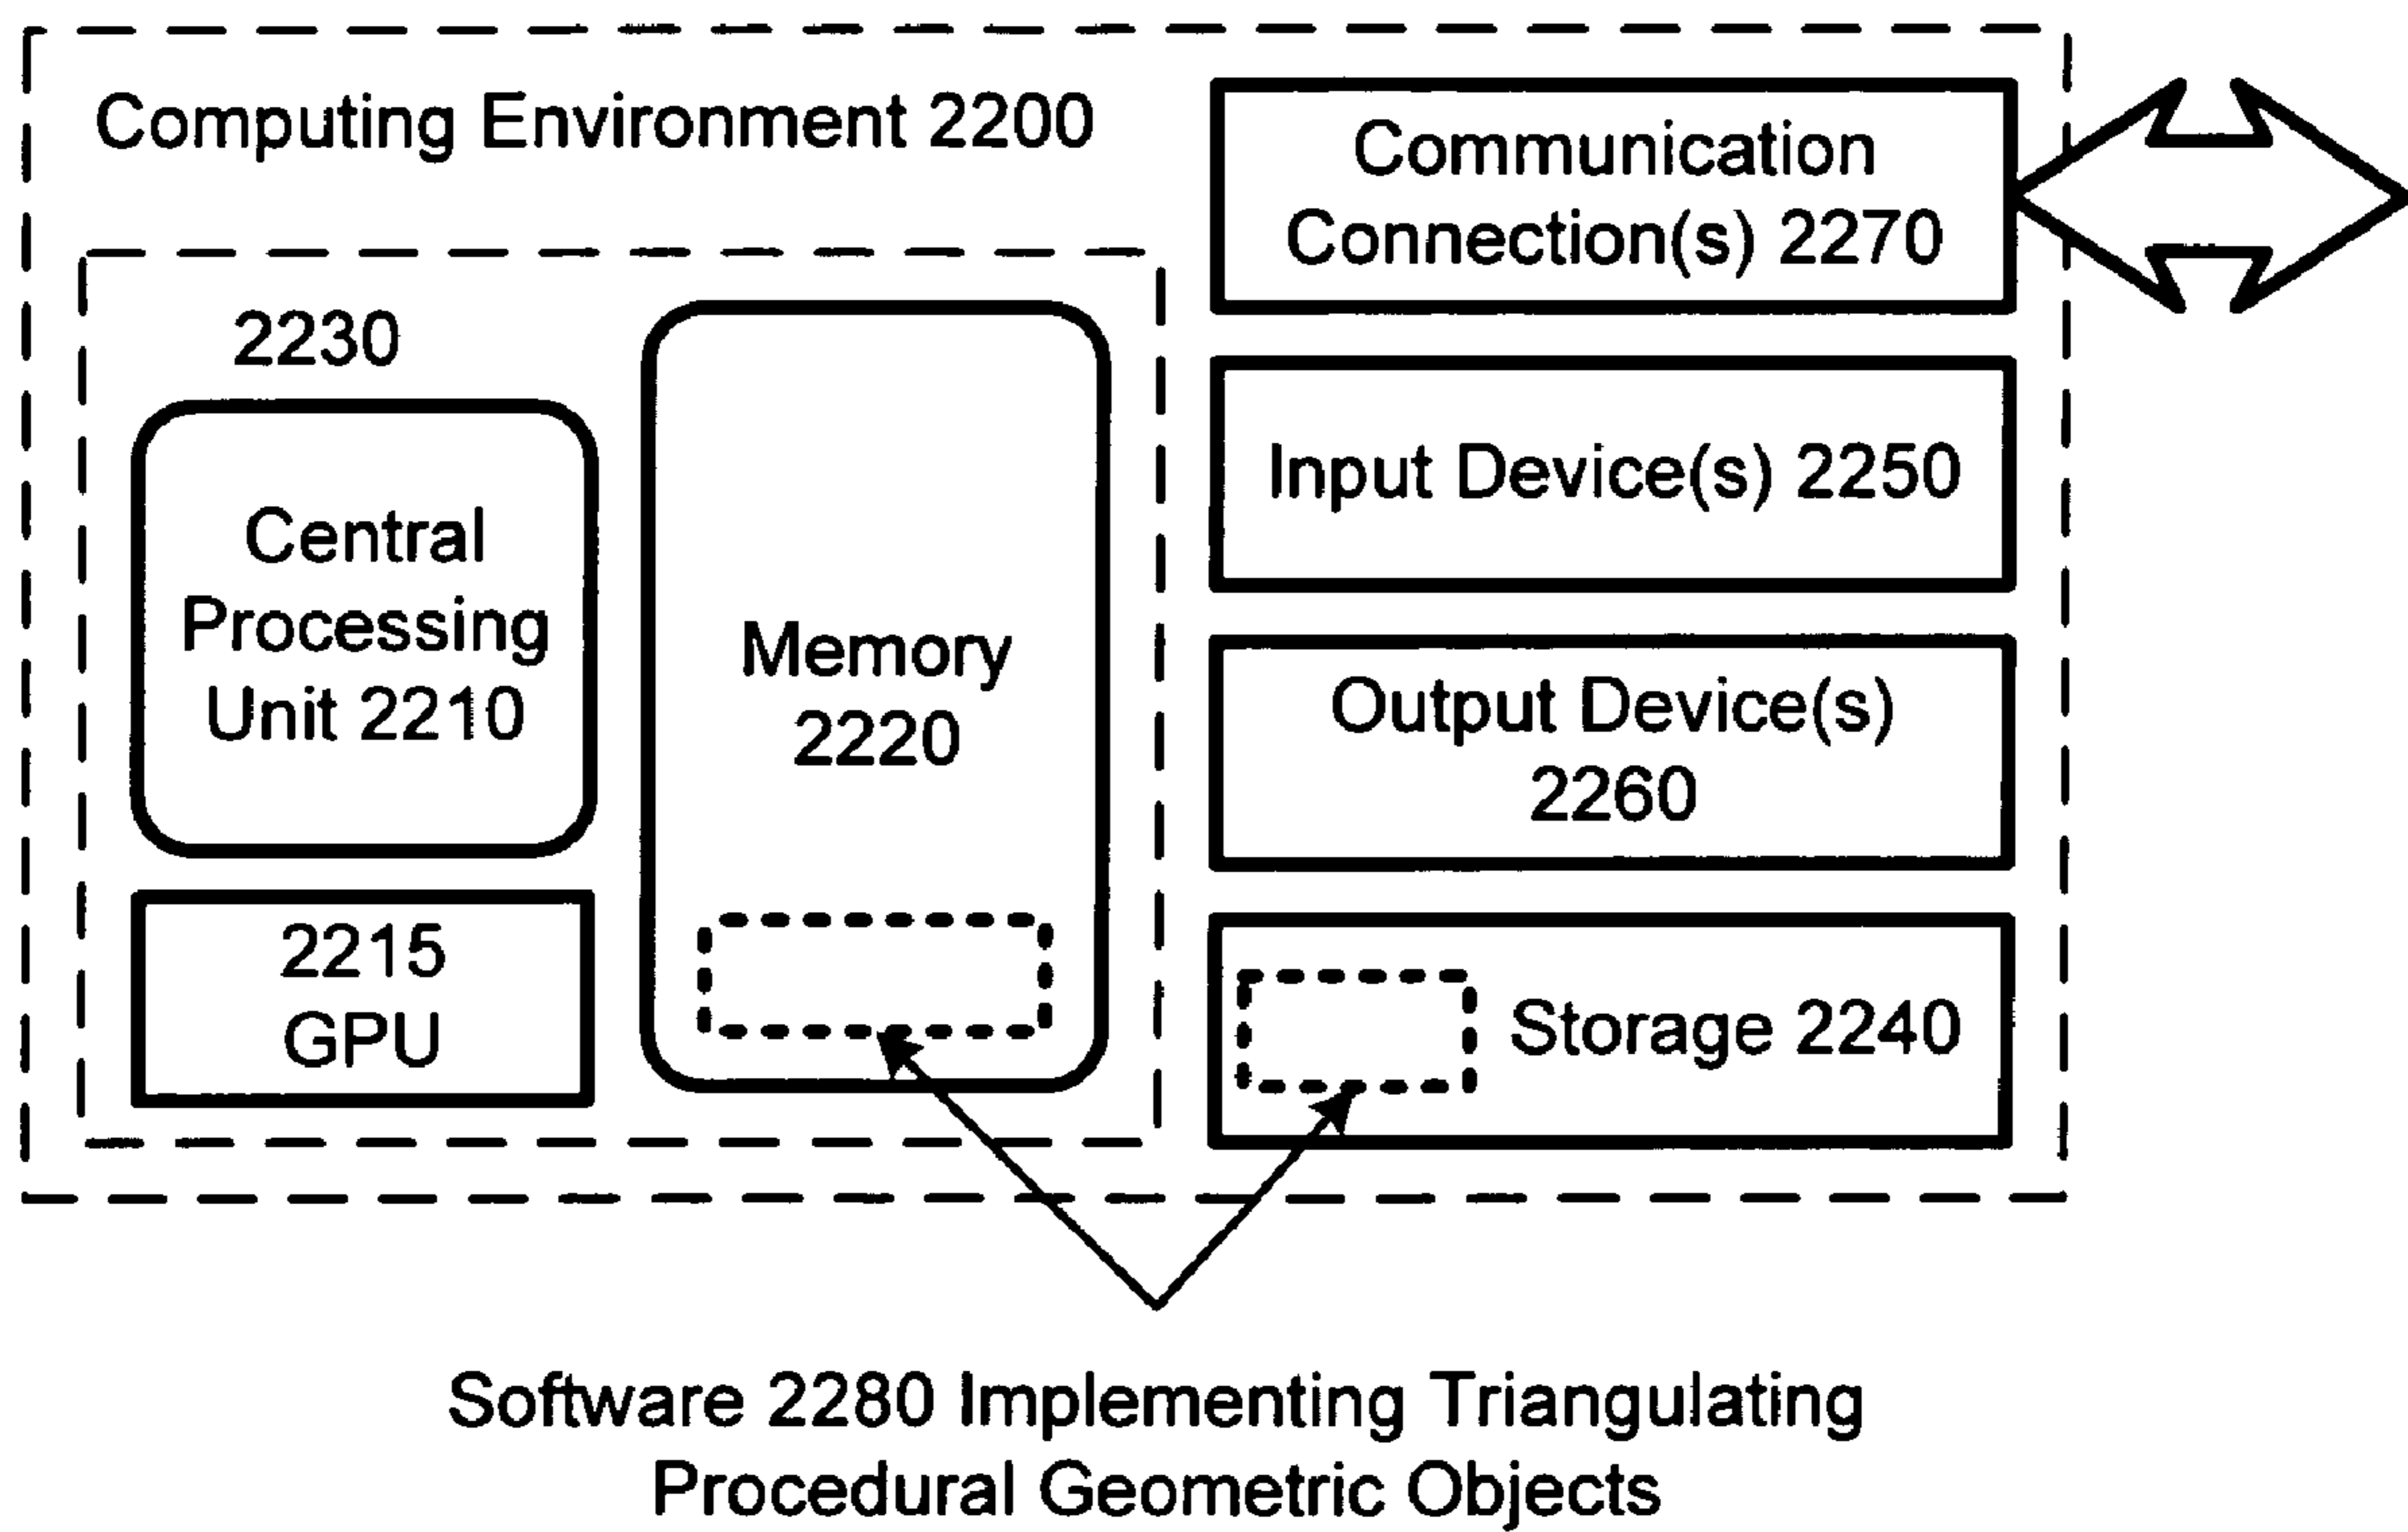 Computing Environment 2200
Communication
Connection(s) 2270
2230
Central
Processing
Unit 2210
2215
GPU
Memory
2220
Input Device(s) 2250
Output Device(s)
2260
Storage 2240
Software 2280 Implementing Triangulating
Procedural Geometric Objects